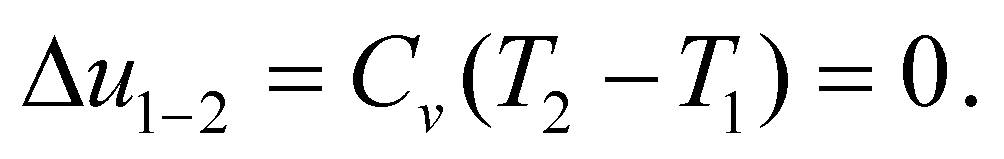 Δu₁₋₂ = Cᵥ(T₂ − T₁) = 0.